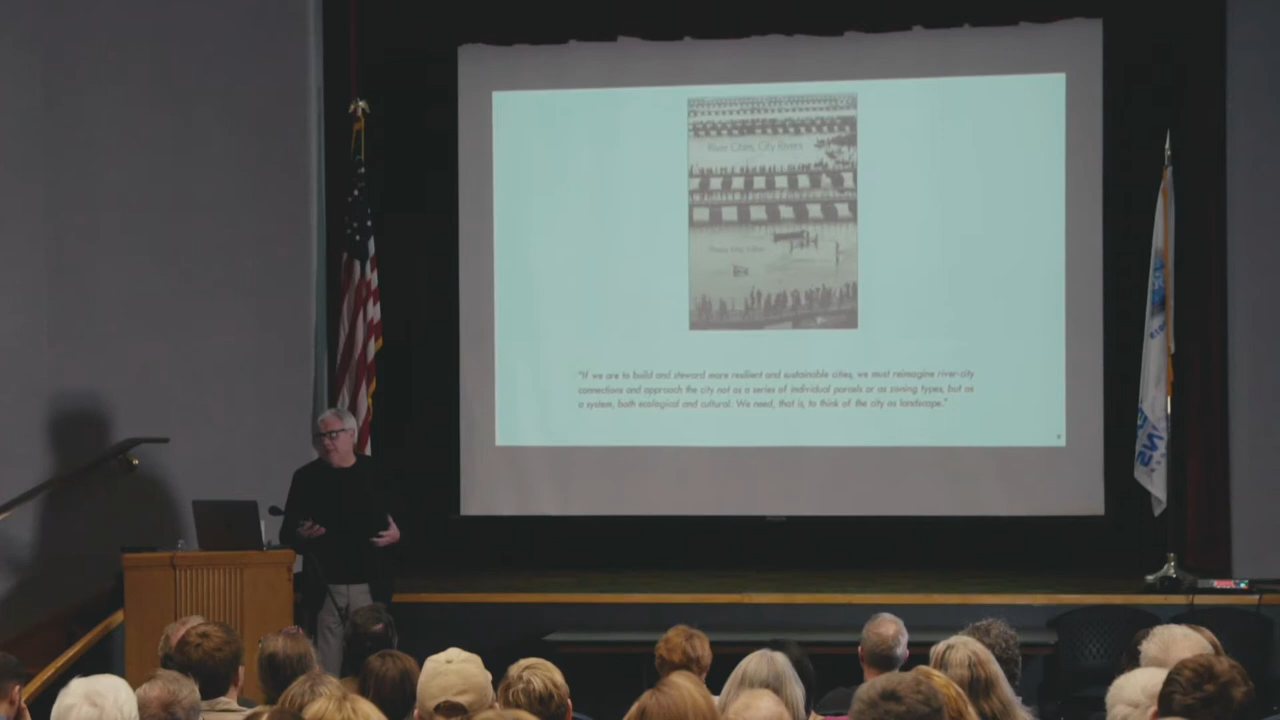 River Cities, City Rivers
"If we are to build and steward more resilient and sustainable cities, we must reimagine river-city
connections and approach the city not as a series of individual parcels or as zoning types, but as
a system, both ecological and cultural. We need, that is, to think of the city as landscape."